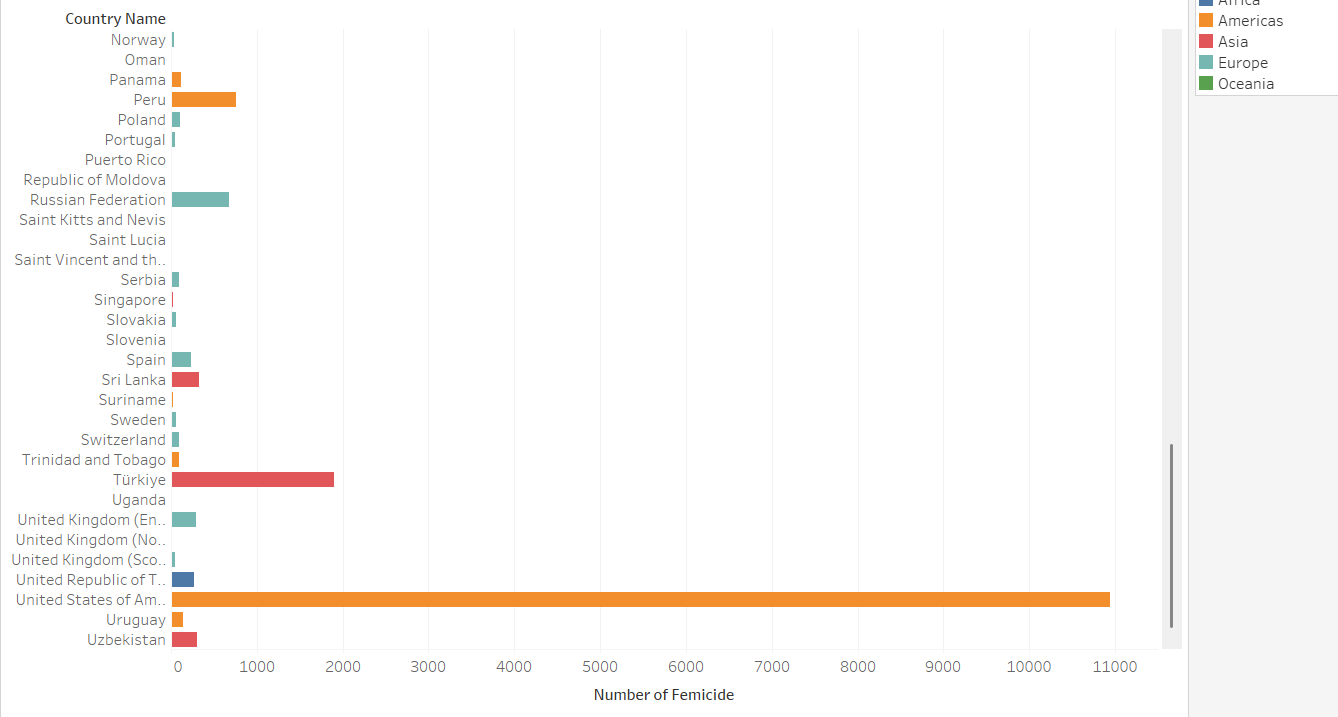 Country Name
Norway
Oman
Panama
Peru
Poland
Portugal
Puerto Rico
Republic of Moldova
Russian Federation
Saint Kitts and Nevis
Saint Lucia
Saint Vincent and th..
Serbia
Singapore
Slovakia
Slovenia
Spain
Sri Lanka
Suriname
Sweden
Switzerland
Trinidad and Tobago
Türkiye
Uganda
United Kingdom (En..
United Kingdom (No..
United Kingdom (Sco..
United Republic of T..
United States of Am..
Uruguay
Uzbekistan
0 1000 2000 3000 4000 5000 6000 7000 8000 9000 10000 11000
Number of Femicide
Africa
Americas
Asia
Europe
Oceania